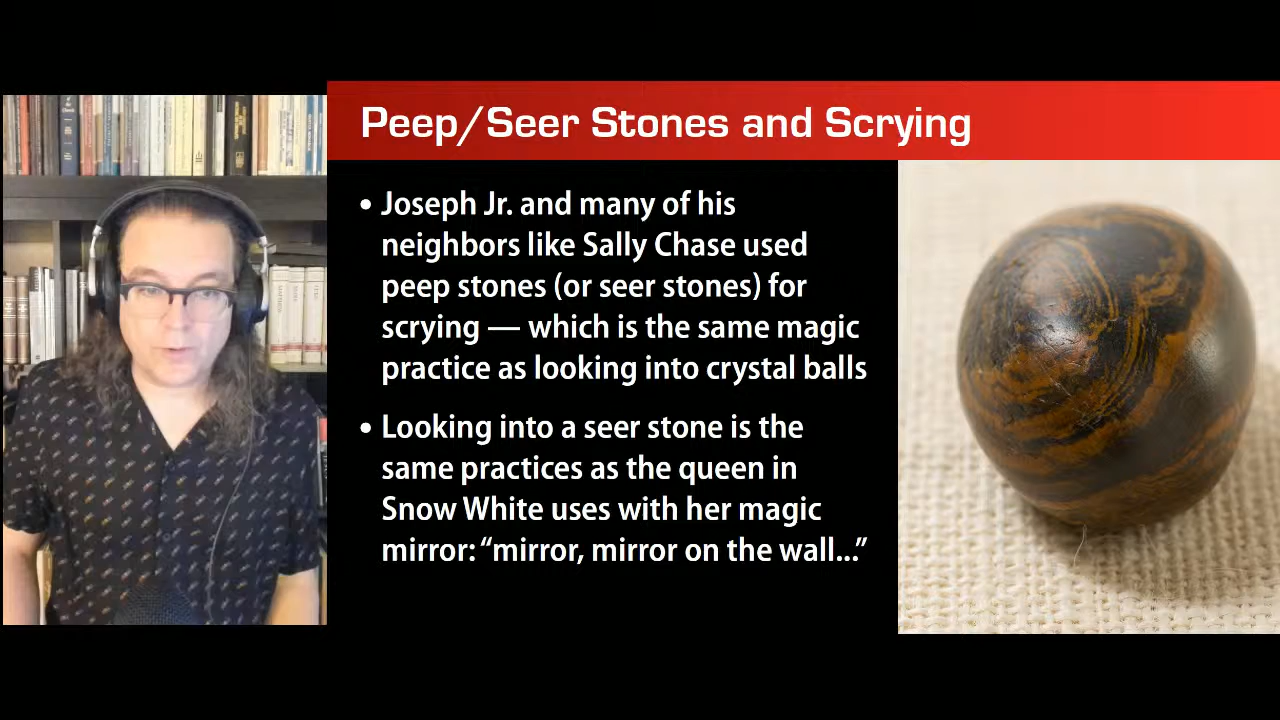 Peep/Seer Stones and Scrying
• Joseph Jr. and many of his
neighbors like Sally Chase used
peep stones (or seer stones) for
scrying — which is the same magic
practice as looking into crystal balls
• Looking into a seer stone is the
same practices as the queen in
Snow White uses with her magic
mirror: “mirror, mirror on the wall...”